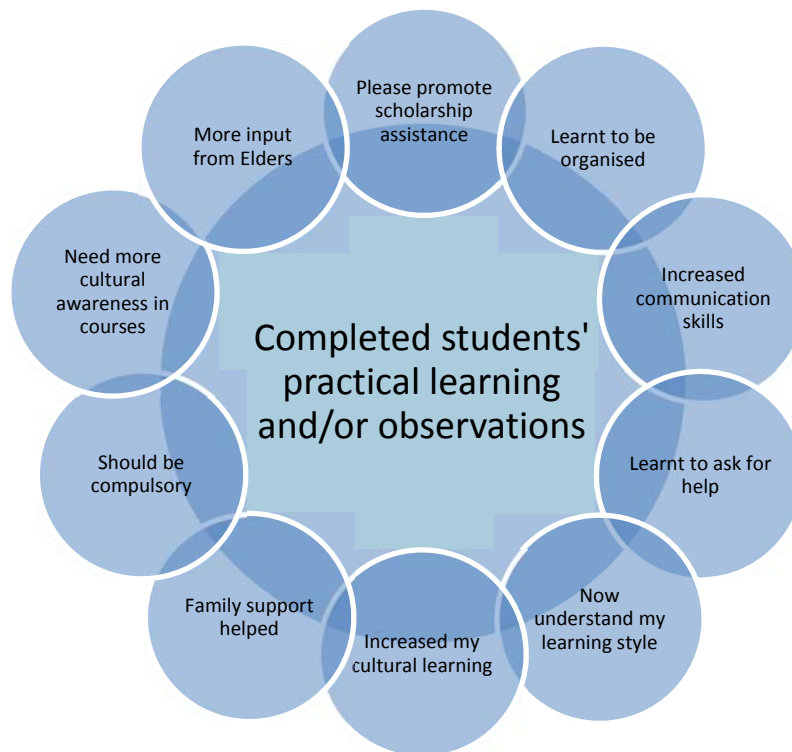 Please promote
scholarship
assistance
Learnt to be
organised
Increased
communication
skills
Learnt to ask for
help
Now
understand my
learning style
Increased my
cultural learning
Family support
helped
Should be
compulsory
Need more
cultural
awareness in
courses
More input
from Elders
Completed students'
practical learning
and/or observations